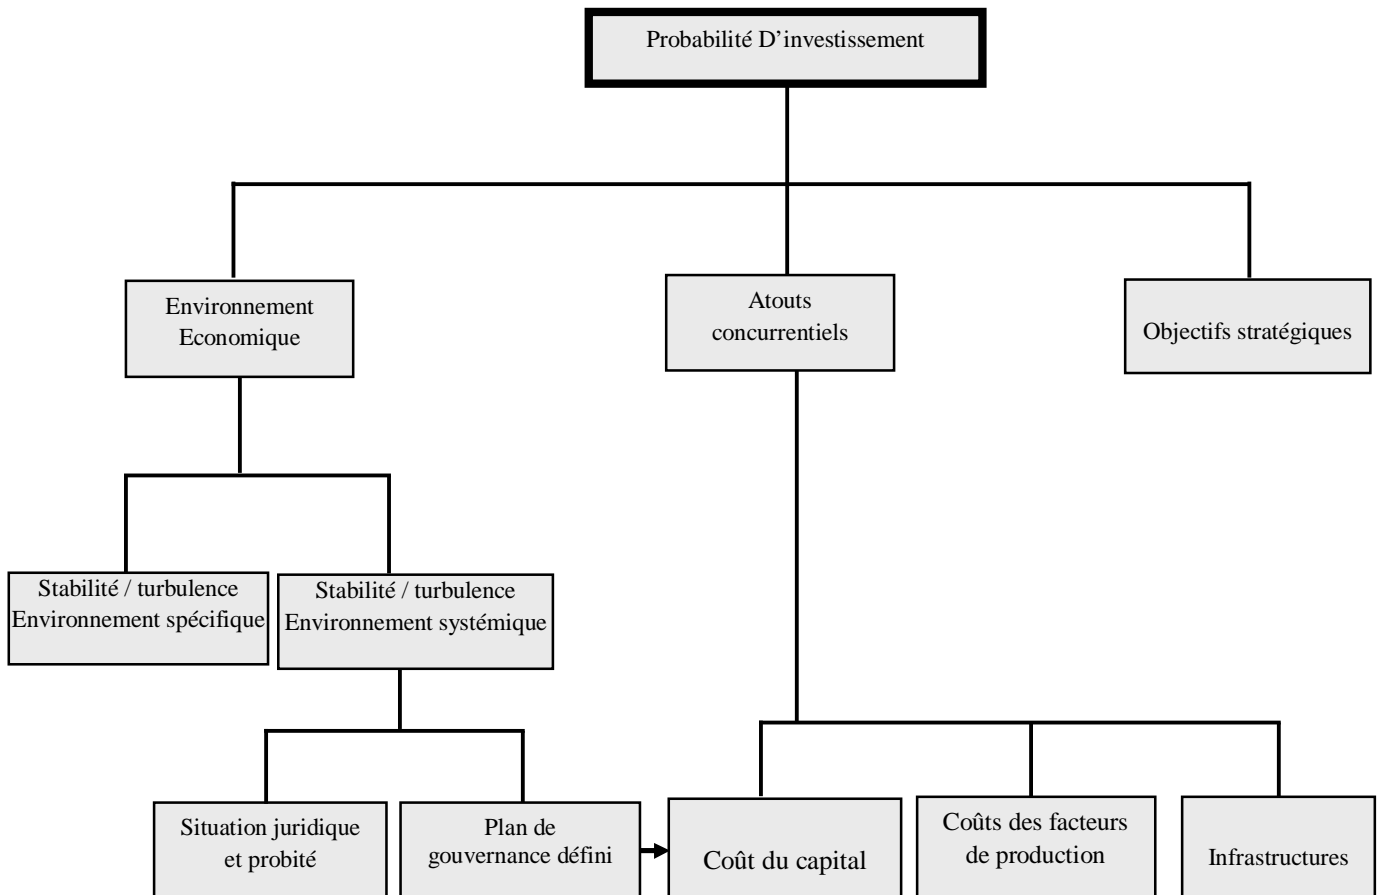 Probabilité D’investissement
Environnement
Economique
Atouts
concurrentiels
Objectifs stratégiques
Stabilité / turbulence
Environnement spécifique
Stabilité / turbulence
Environnement systémique
Situation juridique
et probité
Plan de
gouvernance défini
Coût du capital
Coûts des facteurs
de production
Infrastructures